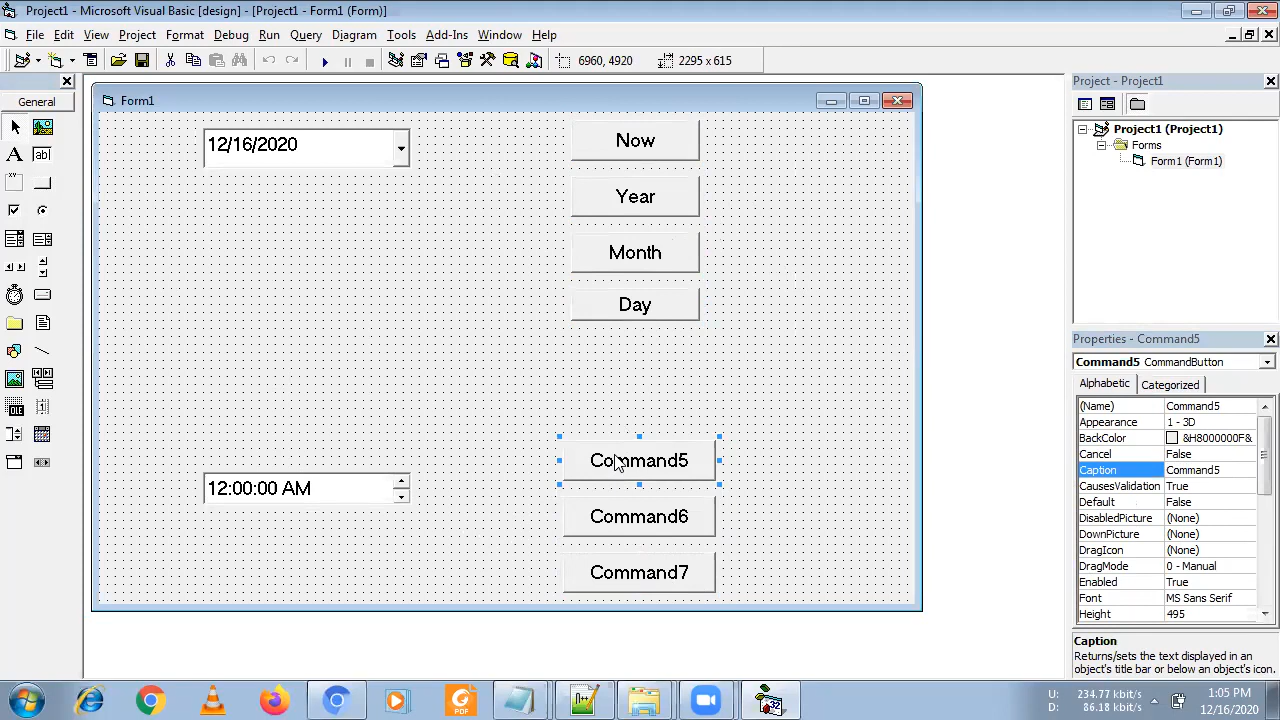 Project1 - Microsoft Visual Basic [design] - [Project1 - Form1 (Form)]
File Edit View Project Format Debug Run Query Diagram Tools Add-Ins Window Help
6960, 4920 2295 x 615
General
Form1
12/16/2020
Now
Year
Month
Day
Command5
12:00:00 AM
Command6
Command7
Project - Project1
Project1 (Project1)
Forms
Form1 (Form1)
Properties - Command5
Command5 CommandButton
Alphabetic Categorized
(Name) Command5
Appearance 1 - 3D
BackColor &H8000000F&
Cancel False
Caption Command5
CausesValidation True
Default False
DisabledPicture (None)
DownPicture (None)
DragIcon (None)
DragMode 0 - Manual
Enabled True
Font MS Sans Serif
Height 495
Caption
Returns/sets the text displayed in an
object's title bar or below an object's icon.
U: 234.77 kbit/s
D: 86.18 kbit/s
1:05 PM
12/16/2020